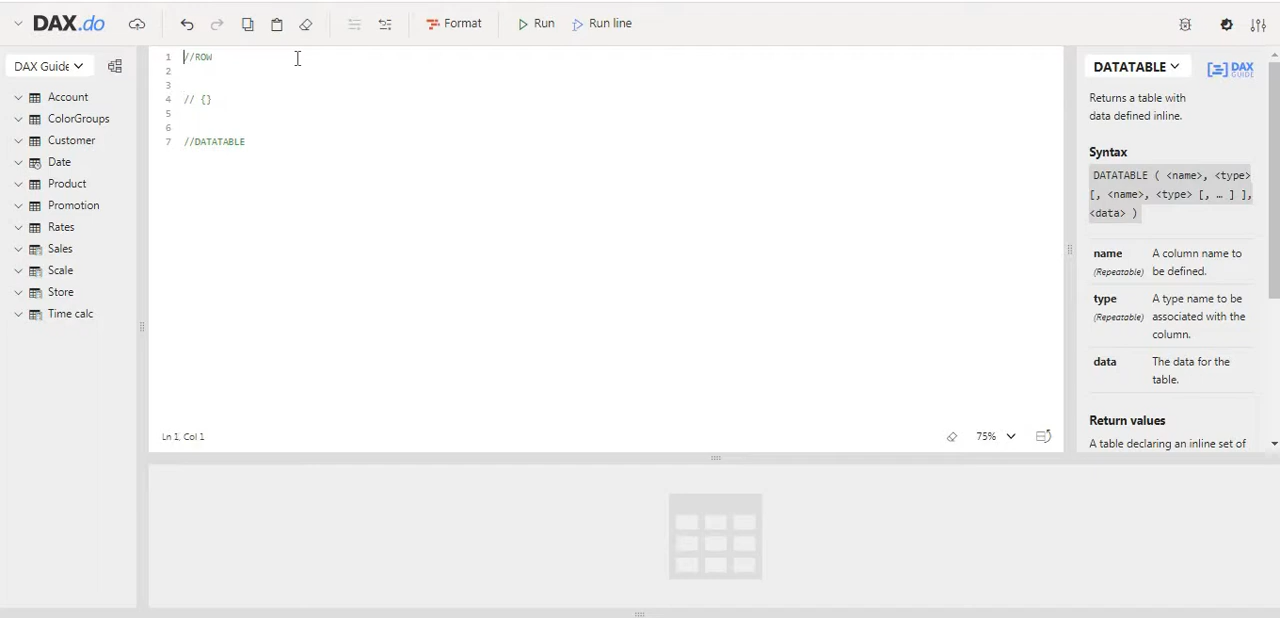 DAX.do
Format
Run
Run line
DAX Guide
Account
ColorGroups
Customer
Date
Product
Promotion
Rates
Sales
Scale
Store
Time calc
1 //ROW
2
3
4 // {}
5
6
7 //DATATABLE
Ln 1, Col 1
75%
DATATABLE
DAX GUIDE
Returns a table with
data defined inline.
Syntax
DATATABLE ( <name>, <type>
[, <name>, <type> [, … ] ],
<data> )
name A column name to
(Repeatable) be defined.
type A type name to be
(Repeatable) associated with the
column.
data The data for the
table.
Return values
A table declaring an inline set of